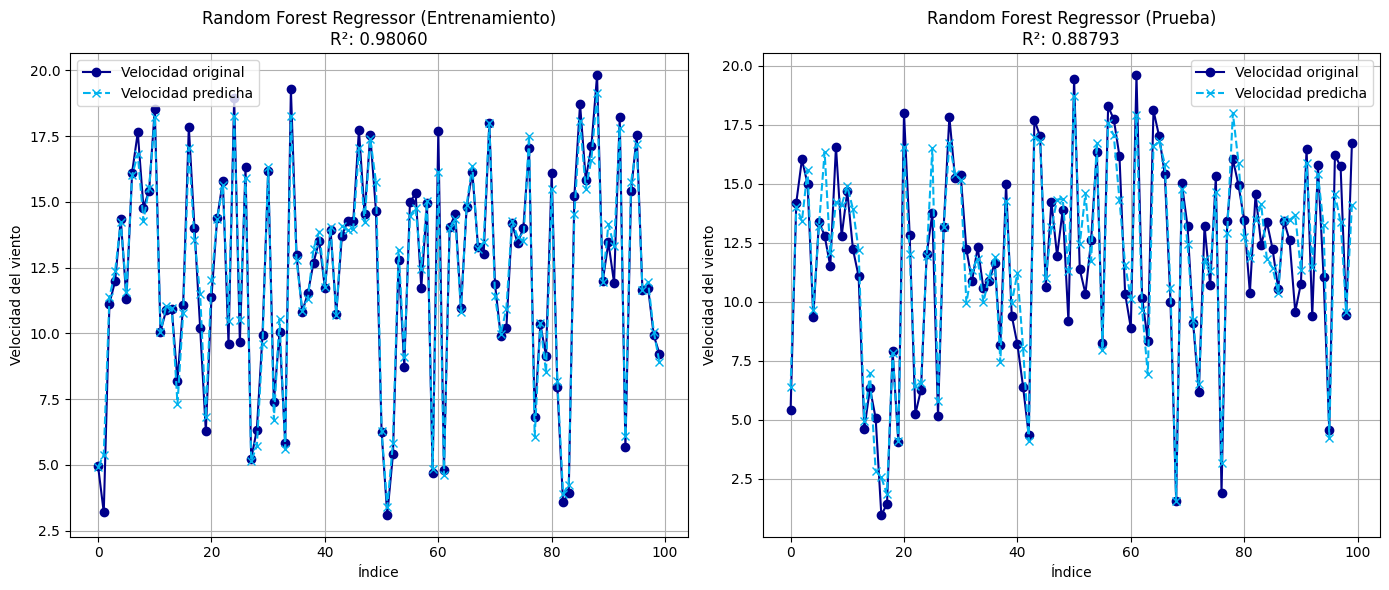 Random Forest Regressor (Entrenamiento)
R²: 0.98060
Velocidad original
Velocidad predicha
Velocidad del viento
20.0
17.5
15.0
12.5
10.0
7.5
5.0
2.5
0
20
40
60
80
100
Índice
Random Forest Regressor (Prueba)
R²: 0.88793
Velocidad original
Velocidad predicha
Velocidad del viento
20.0
17.5
15.0
12.5
10.0
7.5
5.0
2.5
0
20
40
60
80
100
Índice